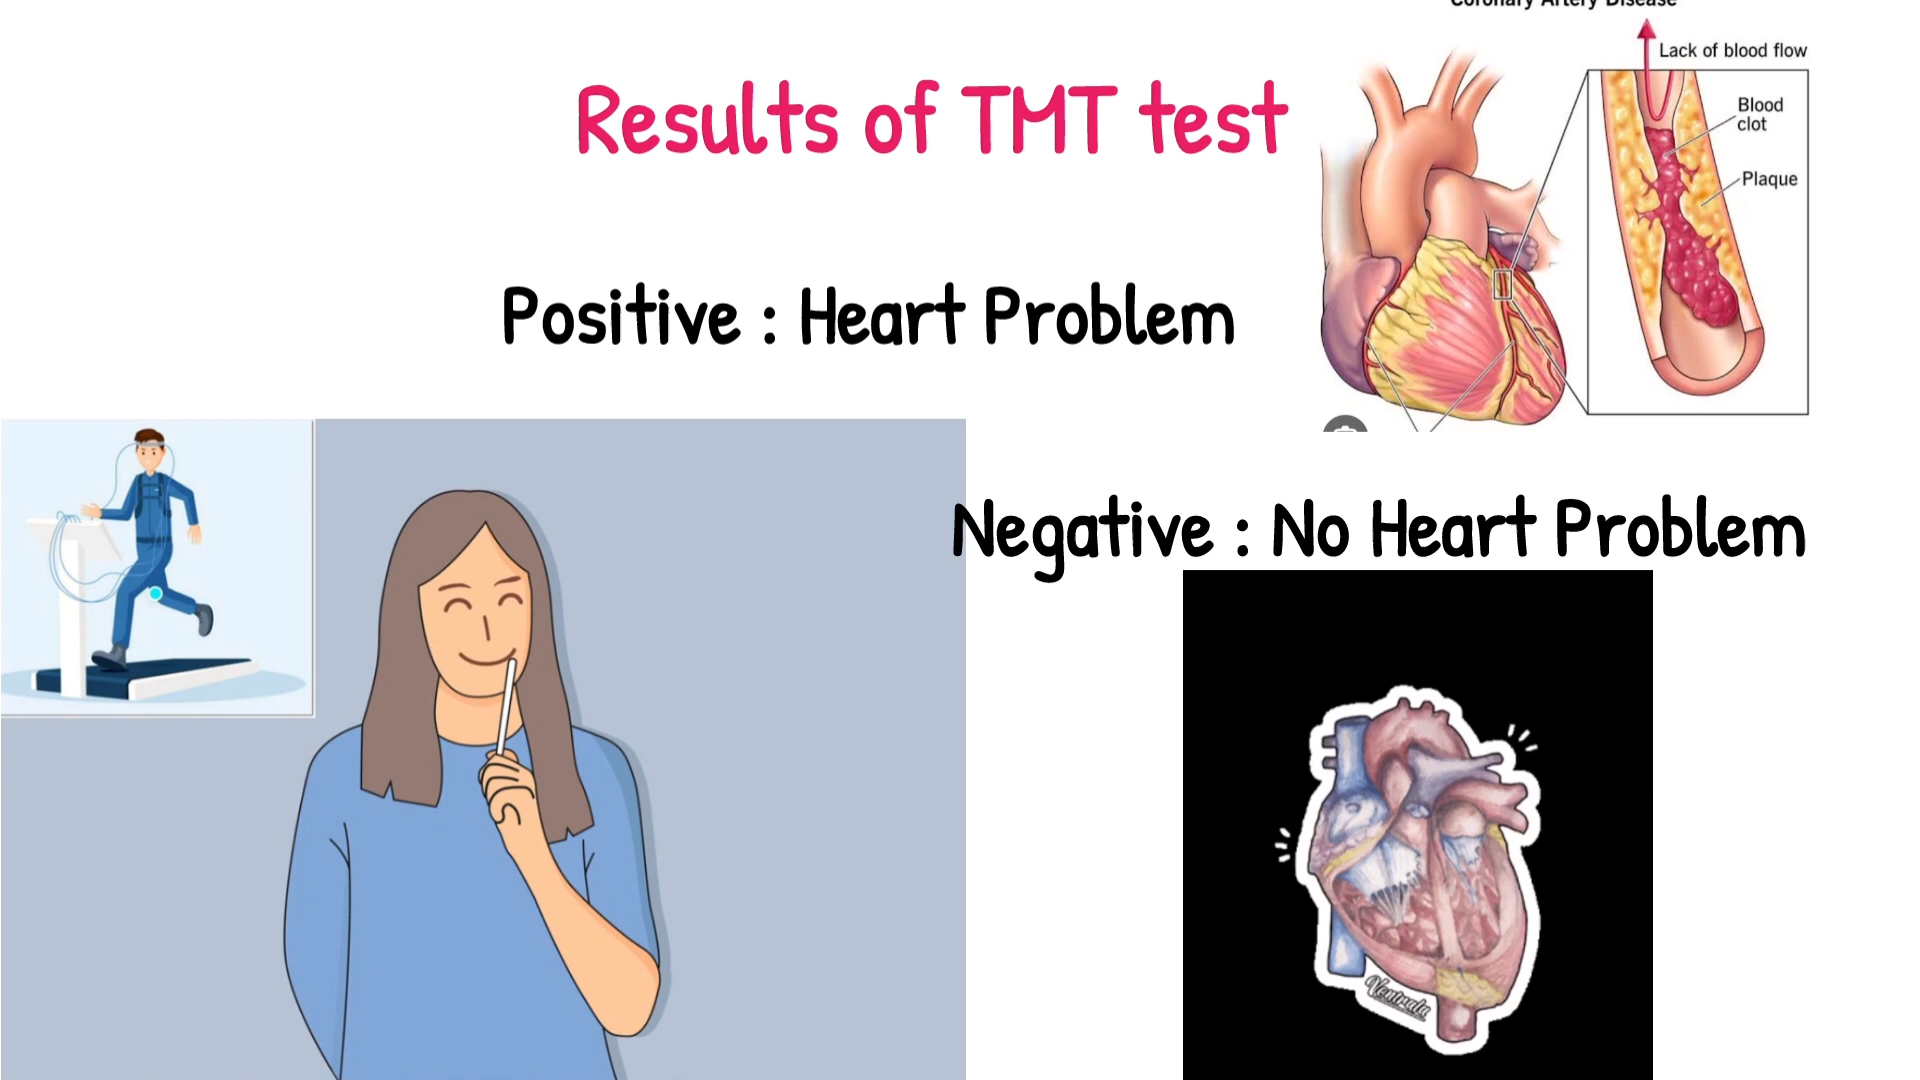 Coronary Artery Disease
Results of TMT test
Lack of blood flow
Blood
clot
Plaque
Positive : Heart Problem
Negative : No Heart Problem